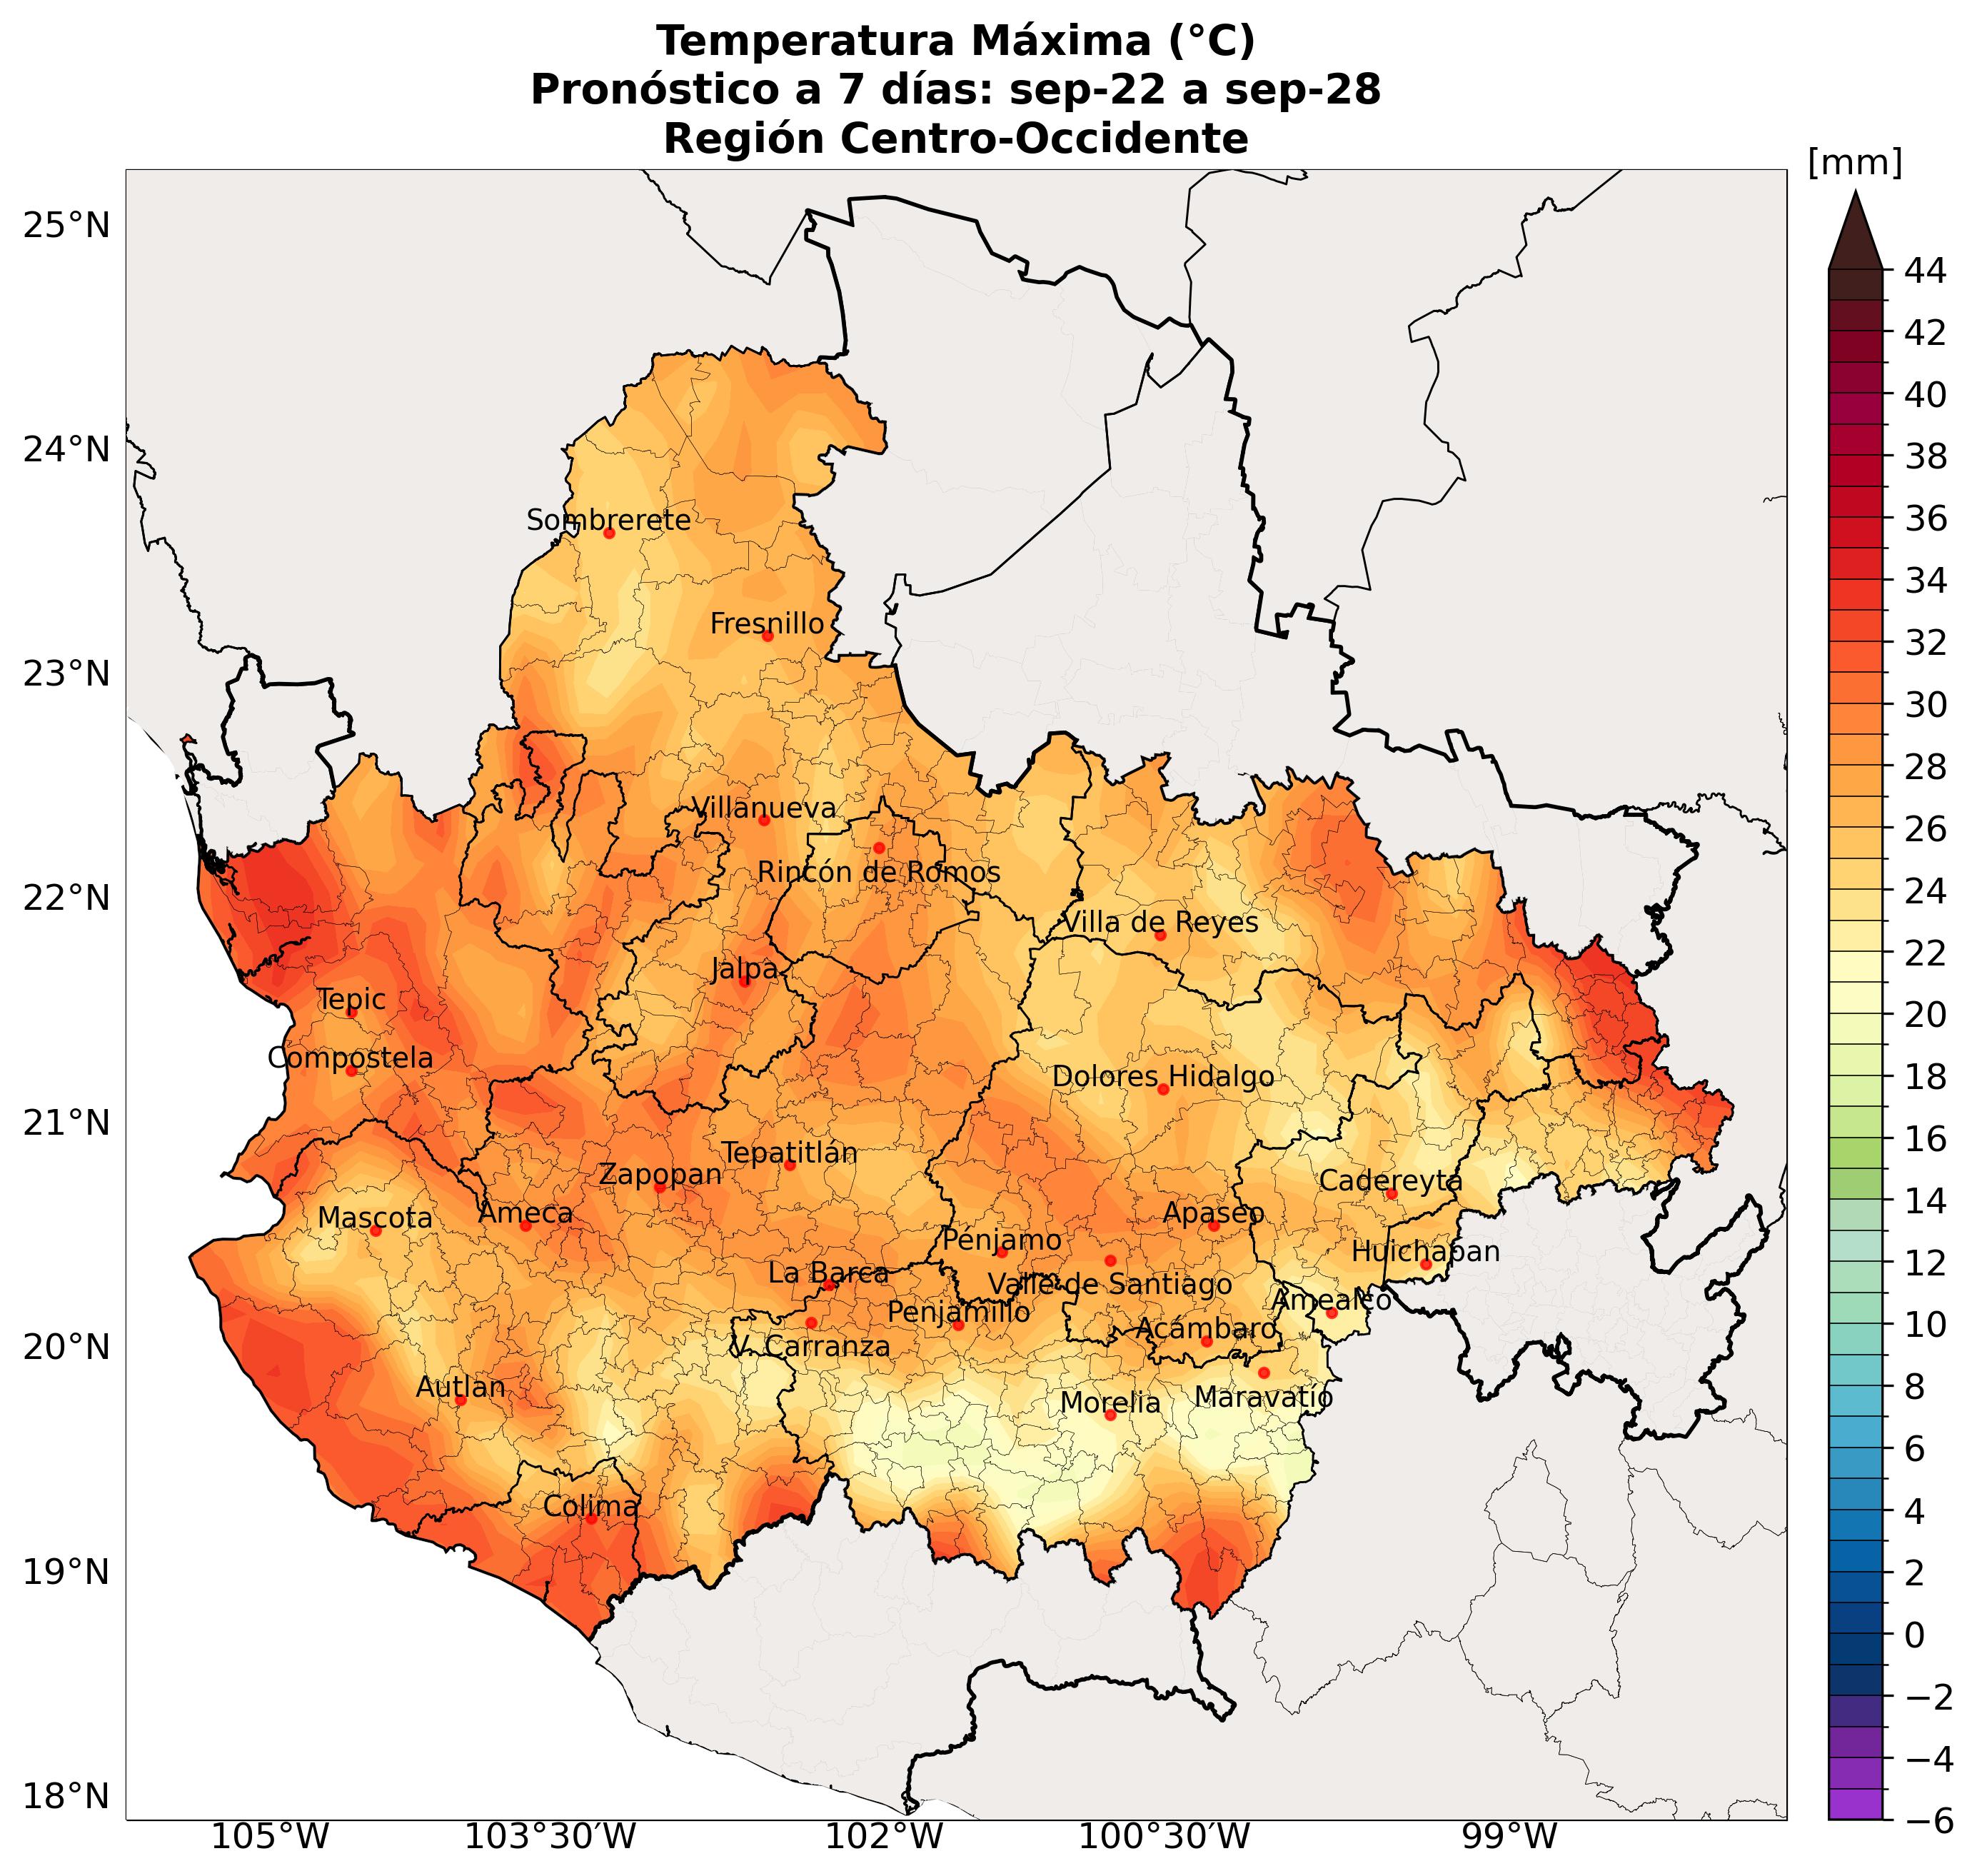 Temperatura Máxima (°C)
Pronóstico a 7 días: sep-22 a sep-28
Región Centro-Occidente
[mm]
25°N
24°N
23°N
22°N
21°N
20°N
19°N
18°N
Sombrerete
Fresnillo
Villanueva
Rincón de Romos
Villa de Reyes
Jalpa
Tepic
Compostela
Dolores Hidalgo
Tepatitlán
Zapopan
Cadereyta
Mascota
Ameca
Apaseo
Pénjamo
Huichapan
La Barca
Valle de Santiago
Amealco
Penjamillo
Acámbaro
V. Carranza
Autlan
Morelia
Maravatío
Colima
44
42
40
38
36
34
32
30
28
26
24
22
20
18
16
14
12
10
8
6
4
2
0
−2
−4
−6
105°W
103°30′W
102°W
100°30′W
99°W